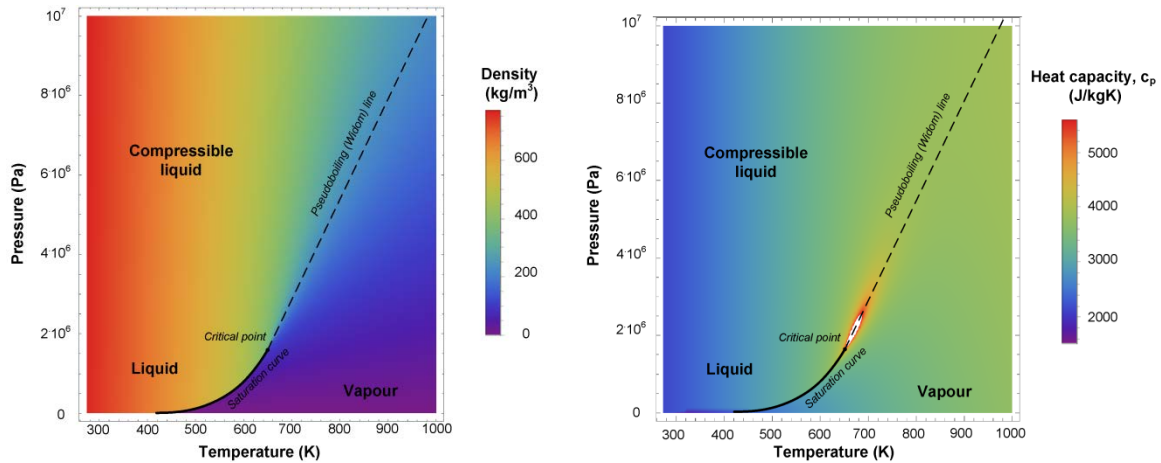 10⁷
8·10⁶
6·10⁶
4·10⁶
2·10⁶
0
Pressure (Pa)
300 400 500 600 700 800 900 1000
Temperature (K)
Compressible
liquid
Pseudoboiling (Widom) line
Critical point
Saturation curve
Liquid
Vapour
Density
(kg/m³)
600
400
200
0
10⁷
8·10⁶
6·10⁶
4·10⁶
2·10⁶
0
Pressure (Pa)
300 400 500 600 700 800 900 1000
Temperature (K)
Compressible
liquid
Pseudoboiling (Widom) line
Critical point
Saturation curve
Liquid
Vapour
Heat capacity, cₚ
(J/kgK)
5000
4000
3000
2000